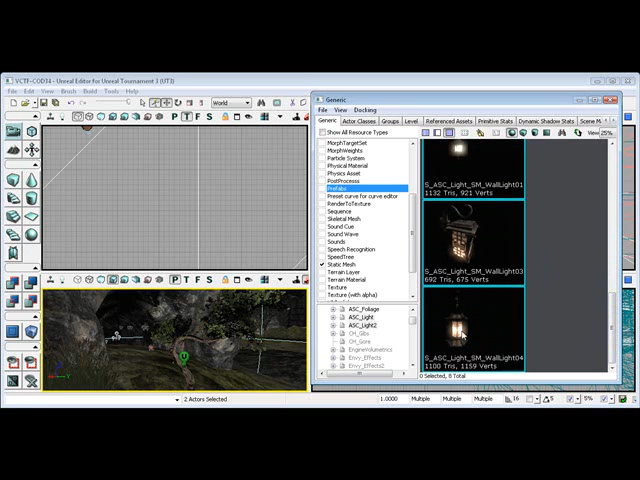 VCTF-COD34 - Unreal Editor for Unreal Tournament 3 (UT3)
File Edit View Brush Build Tools Help
World
Generic
File View Docking
Generic Actor Classes Groups Level Referenced Assets Primitive Stats Dynamic Shadow Stats Scene M
Show All Resource Types
View 25%
MorphTargetSet
MorphWeights
Particle System
Physical Material
Physics Asset
PostProcess
Prefabs
Preset curve for curve editor
RenderToTexture
Sequence
Skeletal Mesh
Sound Cue
Sound Wave
Sounds
Speech Recognition
SpeedTree
Static Mesh
Terrain Layer
Terrain Material
Texture
Texture (with alpha)
ASC_Foliage
ASC_Light
ASC_Light2
CH_Gibs
CH_Gore
EngineVolumetrics
Envy_Effects
Envy_Effects2
S_ASC_Light_SM_WallLight01
1132 Tris, 921 Verts
S_ASC_Light_SM_WallLight03
692 Tris, 675 Verts
S_ASC_Light_SM_WallLight04
1100 Tris, 1159 Verts
0 Selected, 8 Total
P T F S
P T F S
2 Actors Selected
1.0000 Multiple Multiple Multiple 16 5 5%